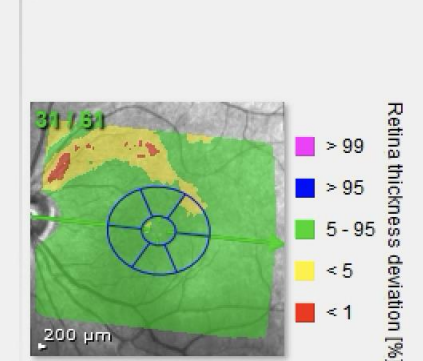 31 / 61
> 99
> 95
5 - 95
< 5
< 1
200 µm
Retina thickness deviation [%]